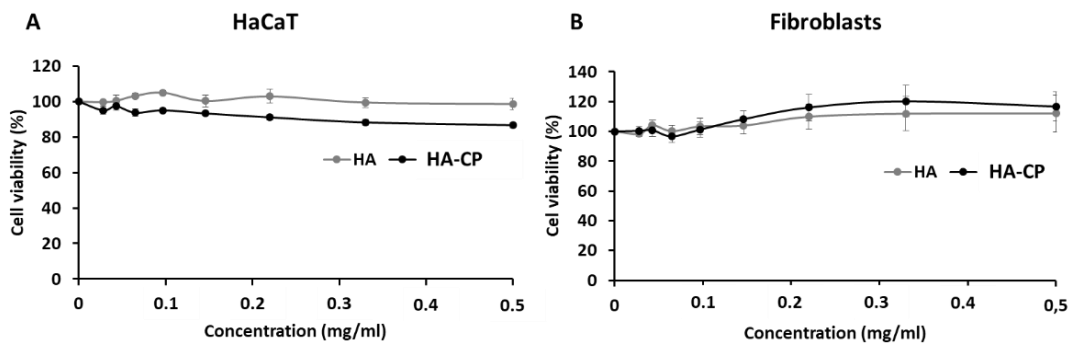 A
HaCaT
B
Fibroblasts
120
100
80
60
40
20
0
Cell viability (%)
HA
HA-CP
0
0.1
0.2
0.3
0.4
0.5
Concentration (mg/ml)
140
120
100
80
60
40
20
0
Cel viability (%)
HA
HA-CP
0
0.1
0.2
0.3
0.4
0,5
Concentration (mg/ml)